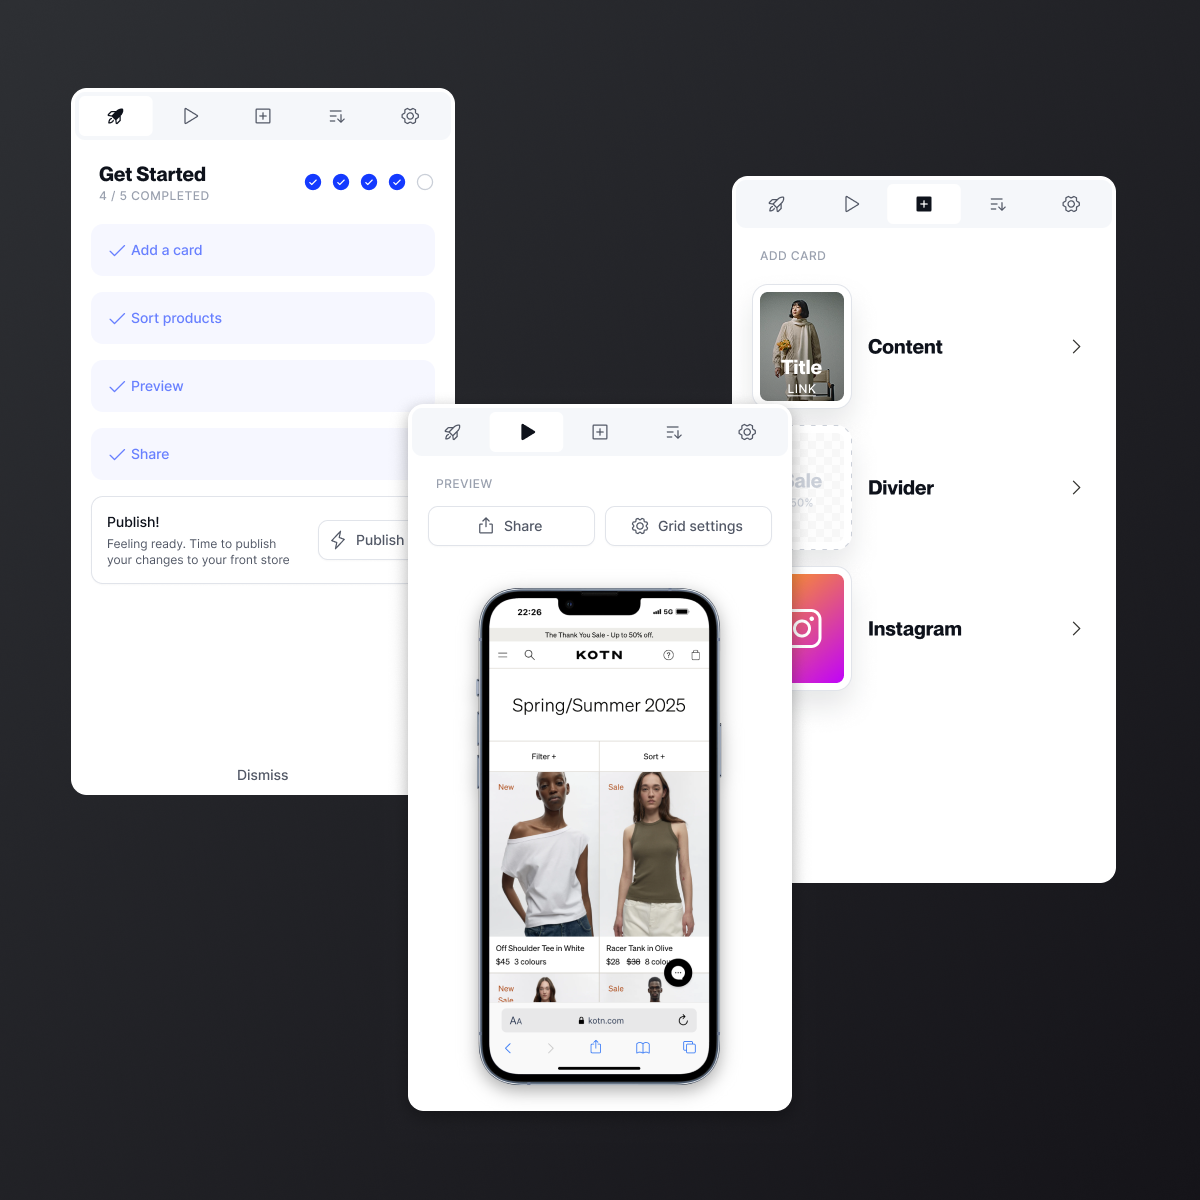 Get Started
4 / 5 COMPLETED
Add a card
Sort products
Preview
Share
Publish!
Feeling ready. Time to publish
your changes to your front store
Publish
Dismiss
PREVIEW
Share
Grid settings
22:26
5G
The Thank You Sale - Up to 50% off.
KOTN
Spring/Summer 2025
Filter +
Sort +
New
Sale
Off Shoulder Tee in White
$45 3 colours
Racer Tank in Olive
$28 $38 8 colou
New
Sale
Sale
AA
kotn.com
ADD CARD
Title
LINK
Content
Sale
50%
Divider
Instagram